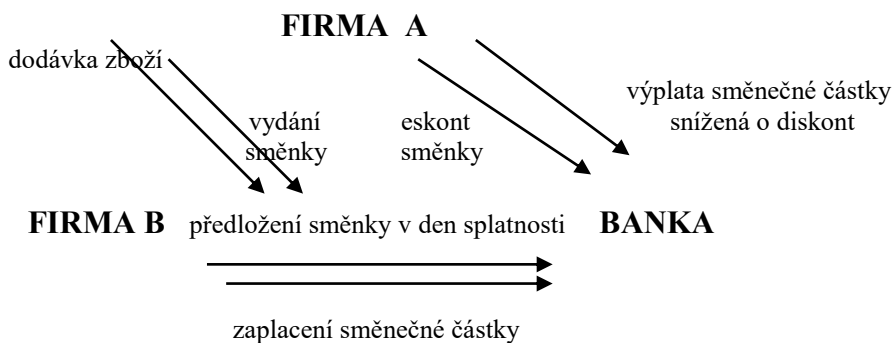 FIRMA A
dodávka zboží
výplata směnečné částky
snížená o diskont
vydání
směnky
eskont
směnky
FIRMA B předložení směnky v den splatnosti BANKA
zaplacení směnečné částky